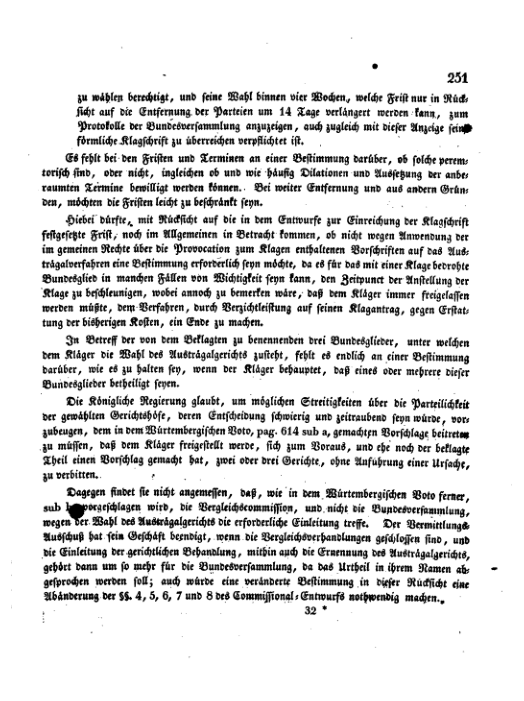 251
zu wählen berechtigt, und seine Wahl binnen vier Wochen, welche Frist nur in Rück-
sicht auf die Entfernung der Parteien um 14 Tage verlängert werden kann, zum
Protokolle der Bundesversammlung anzuzeigen, auch zugleich mit dieser Anzeige seine
förmliche Klagschrift zu überreichen verpflichtet ist.
Es fehlt bei den Fristen und Terminen an einer Bestimmung darüber, ob solche perem-
torisch sind, oder nicht, ingleichen ob und wie häufig Dilationen und Aussetzung der anbe-
raumten Termine bewilligt werden können. Bei weiter Entfernung und aus andern Grün-
den, möchten die Fristen leicht zu beschränkt seyn.
Hiebei dürfte, mit Rücksicht auf die in dem Entwurfe zur Einreichung der Klagschrift
festgesetzte Frist, noch im Allgemeinen in Betracht kommen, ob nicht wegen Anwendung der
im gemeinen Rechte über die Provocation zum Klagen enthaltenen Vorschriften auf das Aus-
trägalverfahren eine Bestimmung erforderlich seyn möchte, da es für das mit einer Klage bedrohte
Bundesglied in manchen Fällen von Wichtigkeit seyn kann, den Zeitpunct der Anstellung der
Klage zu beschleunigen, wobei annoch zu bemerken wäre, daß dem Kläger immer freigelassen
werden müßte, dem Verfahren, durch Verzichtleistung auf seinen Klagantrag, gegen Erstat-
tung der bisherigen Kosten, ein Ende zu machen.
In Betreff der von dem Beklagten zu benennenden drei Bundesglieder, unter welchen
dem Kläger die Wahl des Austrägalgerichts zusteht, fehlt es endlich an einer Bestimmung
darüber, wie es zu halten sey, wenn der Kläger behauptet, daß eines oder mehrere dieser
Bundesglieder betheiligt seyen.
Die Königliche Regierung glaubt, um möglichen Streitigkeiten über die Parteilichkeit
der gewählten Gerichtshöfe, deren Entscheidung schwierig und zeitraubend seyn würde, vor-
zubeugen, dem in dem Würtembergischen Voto, pag. 614 sub a, gemachten Vorschlage beitreten
zu müssen, daß dem Kläger freigestellt werde, sich zum Voraus, und ehe noch der beklagte
Theil einen Vorschlag gemacht hat, zwei oder drei Gerichte, ohne Anführung einer Ursache,
zu verbitten.
Dagegen findet sie nicht angemessen, daß, wie in dem Würtembergischen Voto ferner,
sub vorgeschlagen wird, die Vergleichscommission, und nicht die Bundesversammlung,
wegen der Wahl des Austrägalgerichts die erforderliche Einleitung treffe. Der Vermittlungs-
Ausschuß hat sein Geschäft beendigt, wenn die Vergleichsverhandlungen geschlossen sind, und
die Einleitung der gerichtlichen Behandlung, mithin auch die Ernennung des Austrägalgerichts,
gehört dann um so mehr für die Bundesversammlung, da das Urtheil in ihrem Namen ab-
gesprochen werden soll; auch würde eine veränderte Bestimmung in dieser Rücksicht eine
Abänderung der §§. 4, 5, 6, 7 und 8 des Commissional-Entwurfs nothwendig machen.
32 *